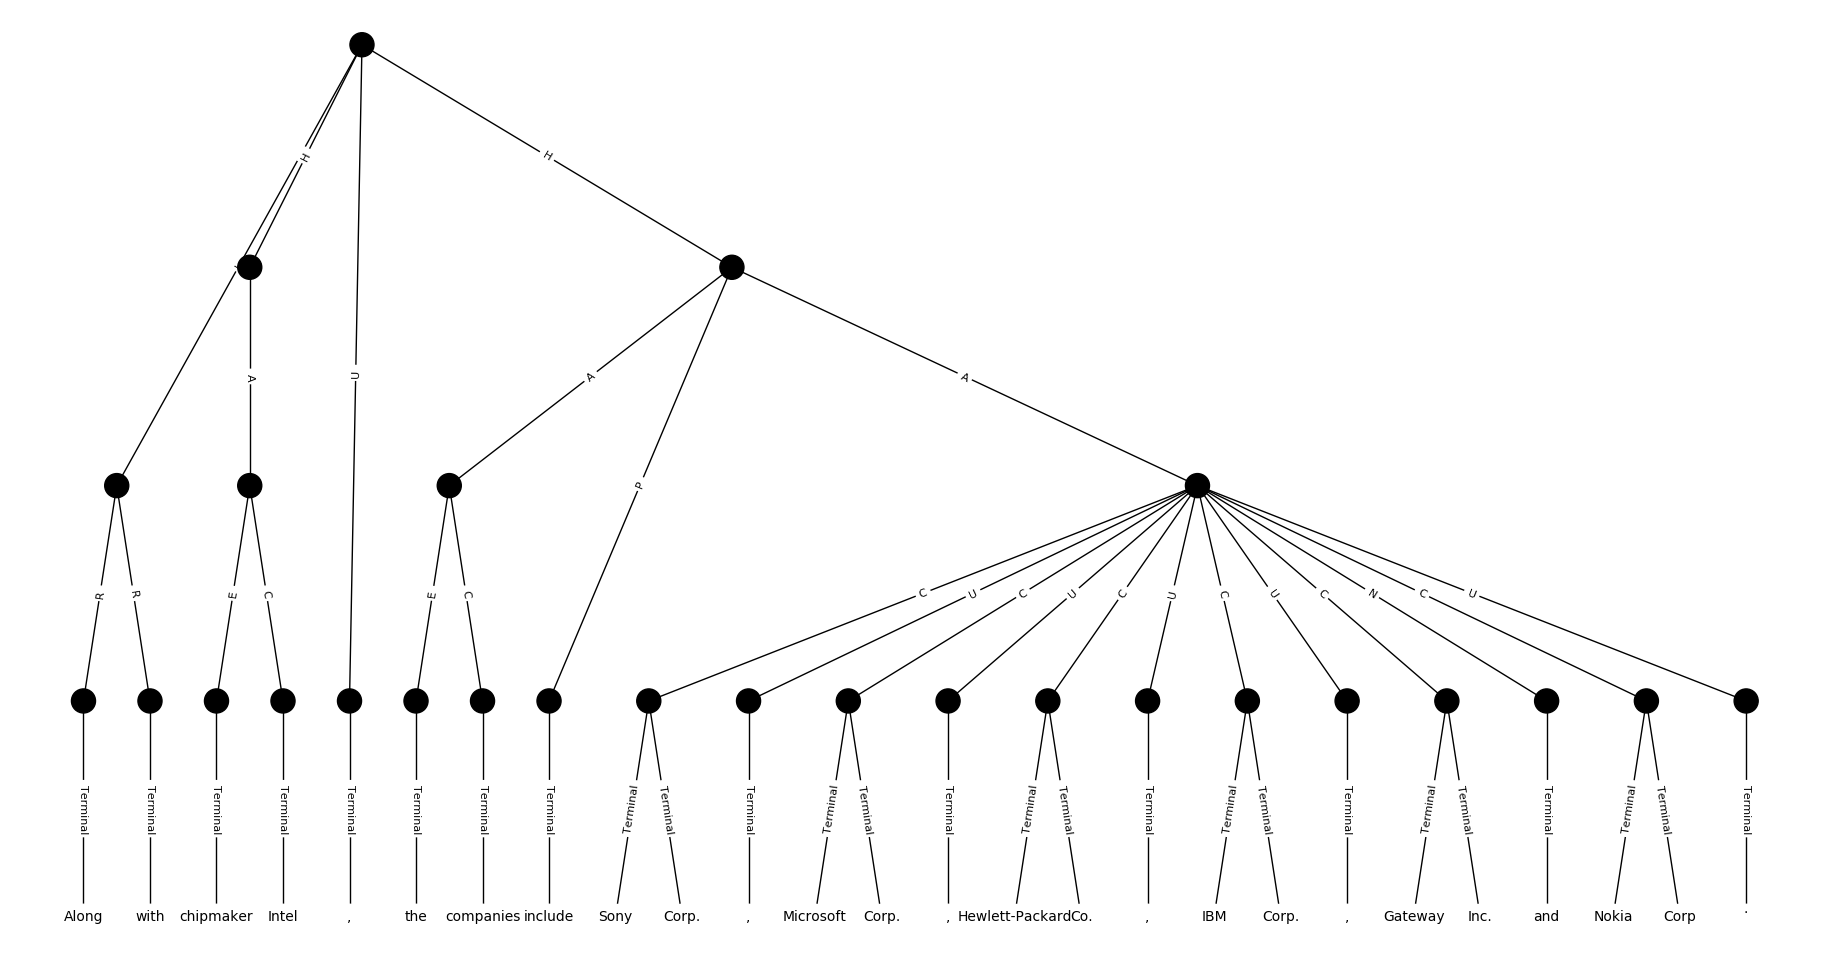 H H
A U A A
P
R R E C E C C U C U C U C U C N C U
Terminal Terminal Terminal Terminal Terminal Terminal Terminal Terminal Terminal Terminal Terminal Terminal Terminal Terminal Terminal Terminal Terminal Terminal Terminal Terminal Terminal Terminal Terminal Terminal Terminal Terminal
Along with chipmaker Intel , the companies include Sony Corp. , Microsoft Corp. , Hewlett-Packard Co. , IBM Corp. , Gateway Inc. and Nokia Corp .